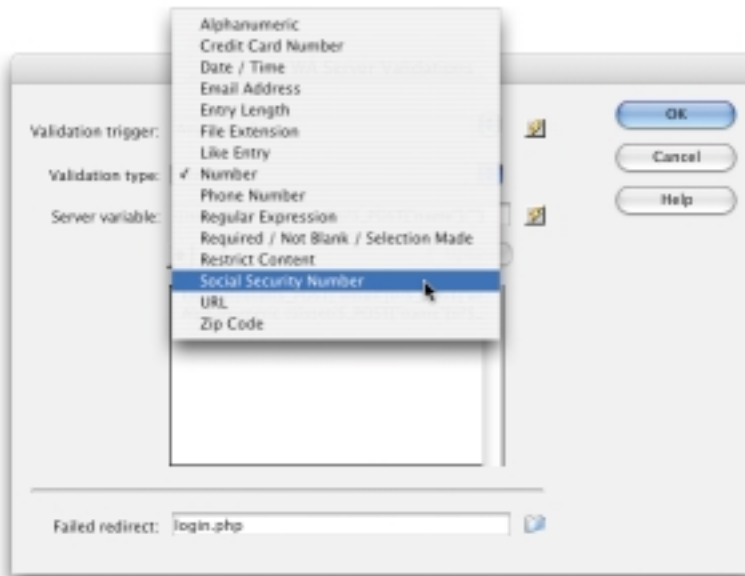 Alphanumeric
Credit Card Number
Date / Time
Email Address
Entry Length
File Extension
Like Entry
✓ Number
Phone Number
Regular Expression
Required / Not Blank / Selection Made
Restrict Content
Social Security Number
URL
Zip Code
Validation trigger:
Validation type:
Server variable:
OK
Cancel
Help
Failed redirect: login.php